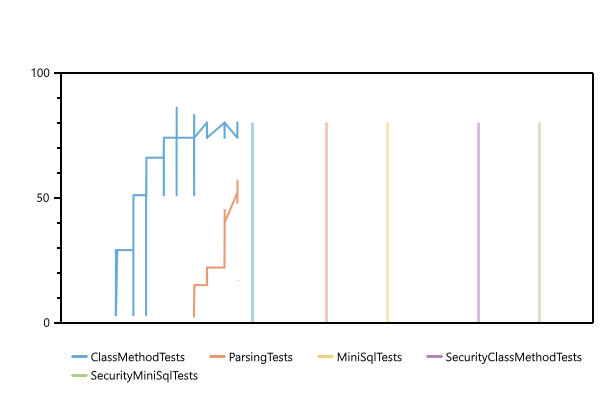 100
50
0
ClassMethodTests ParsingTests MiniSqlTests SecurityClassMethodTests
SecurityMiniSqlTests